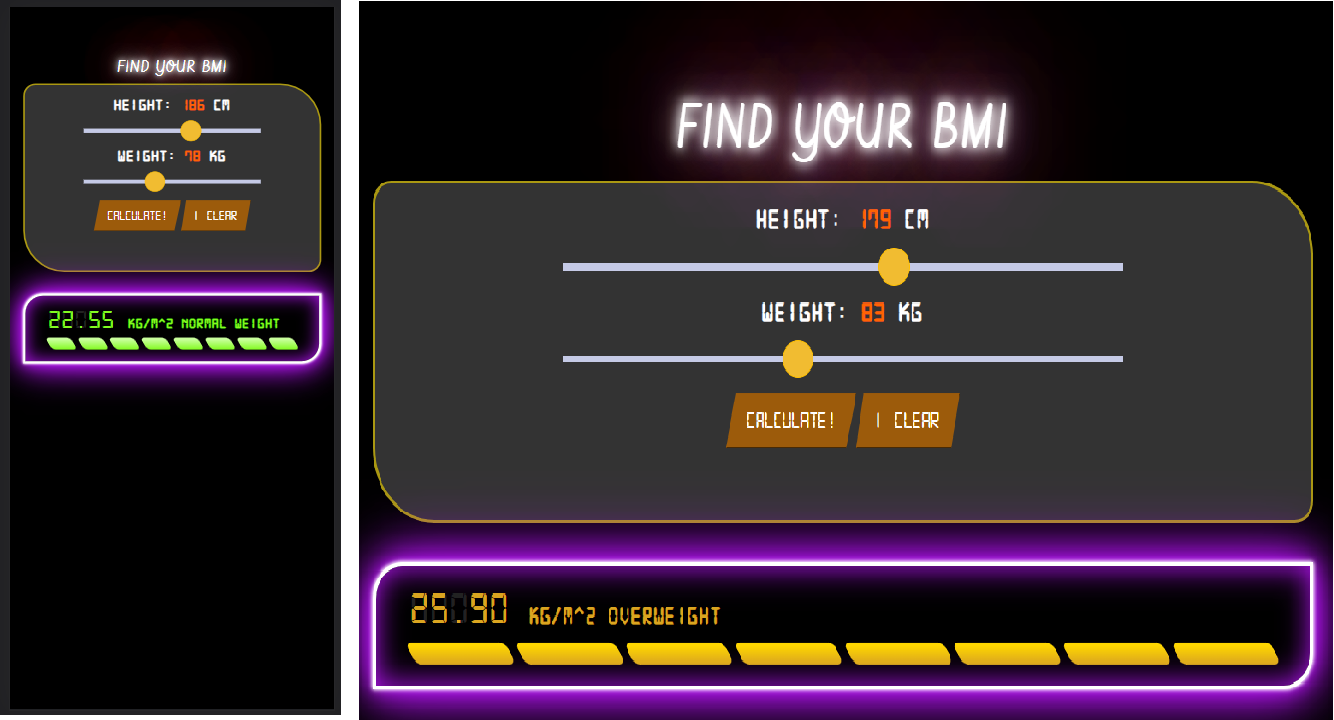 FIND YOUR BMI
HEIGHT: 186 CM
WEIGHT: 78 KG
CALCULATE! | CLEAR
22.55 KG/M^2 NORMAL WEIGHT
FIND YOUR BMI
HEIGHT: 179 CM
WEIGHT: 83 KG
CALCULATE! | CLEAR
25.90 KG/M^2 OVERWEIGHT